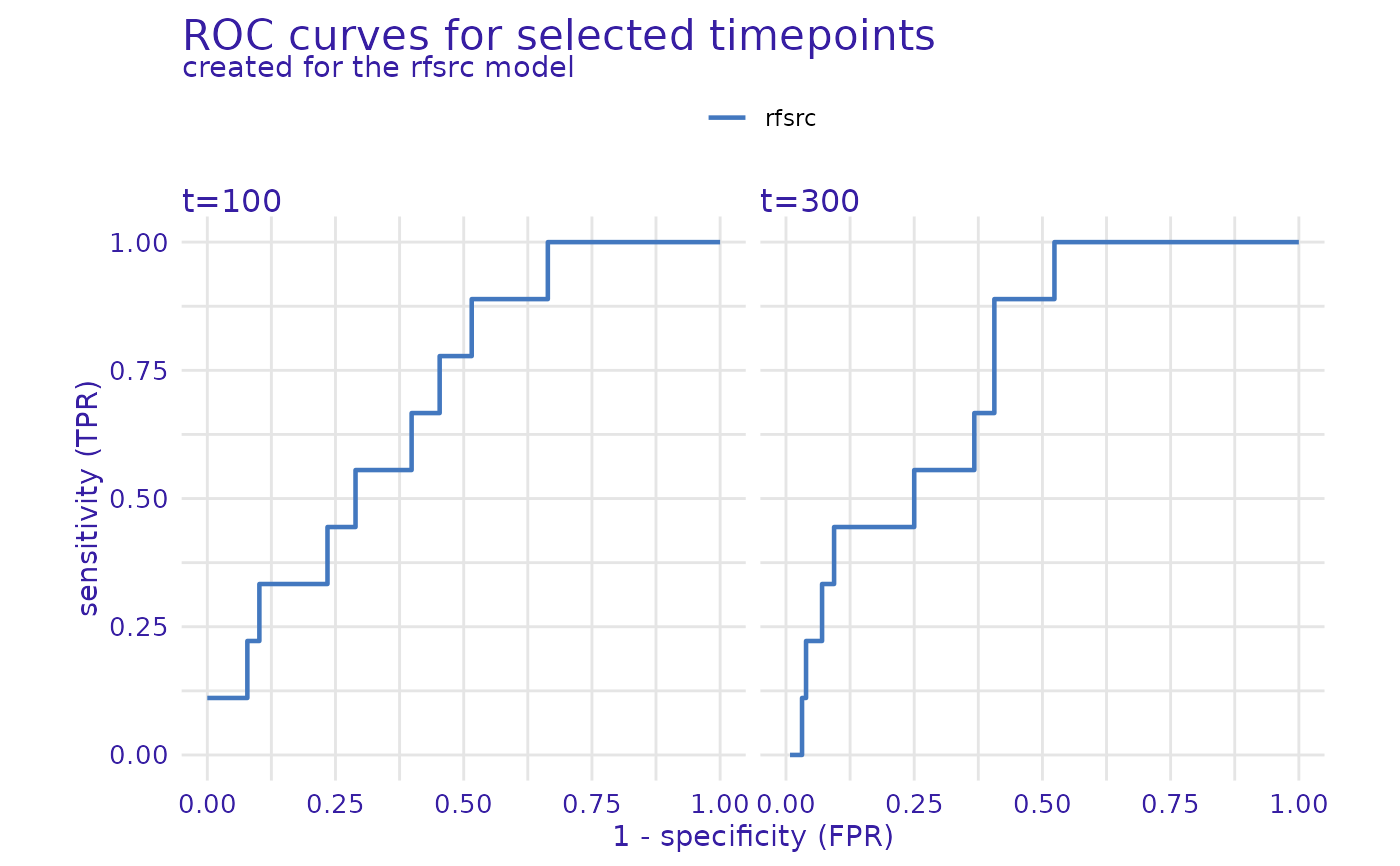 ROC curves for selected timepoints
created for the rfsrc model
rfsrc
t=100
t=300
sensitivity (TPR)
1.00
0.75
0.50
0.25
0.00
0.00 0.25 0.50 0.75 1.00
0.00 0.25 0.50 0.75 1.00
1 - specificity (FPR)